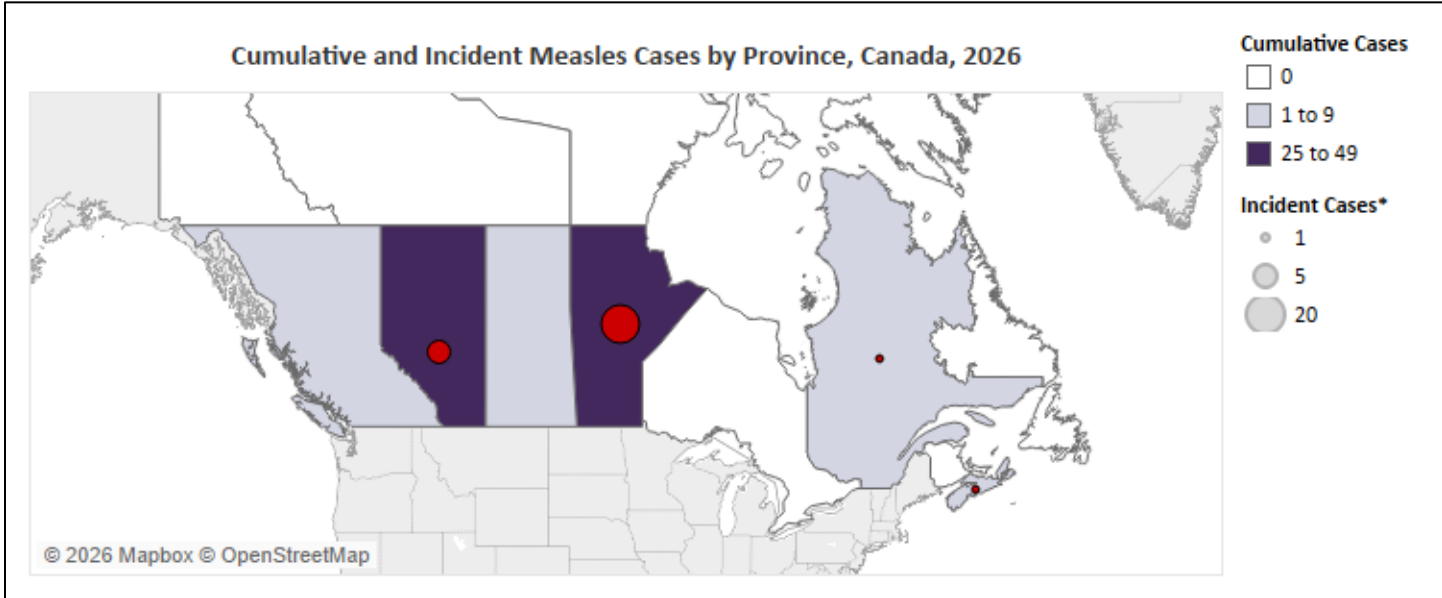 Cumulative and Incident Measles Cases by Province, Canada, 2026
Cumulative Cases
0
1 to 9
25 to 49
Incident Cases*
1
5
20
© 2026 Mapbox © OpenStreetMap